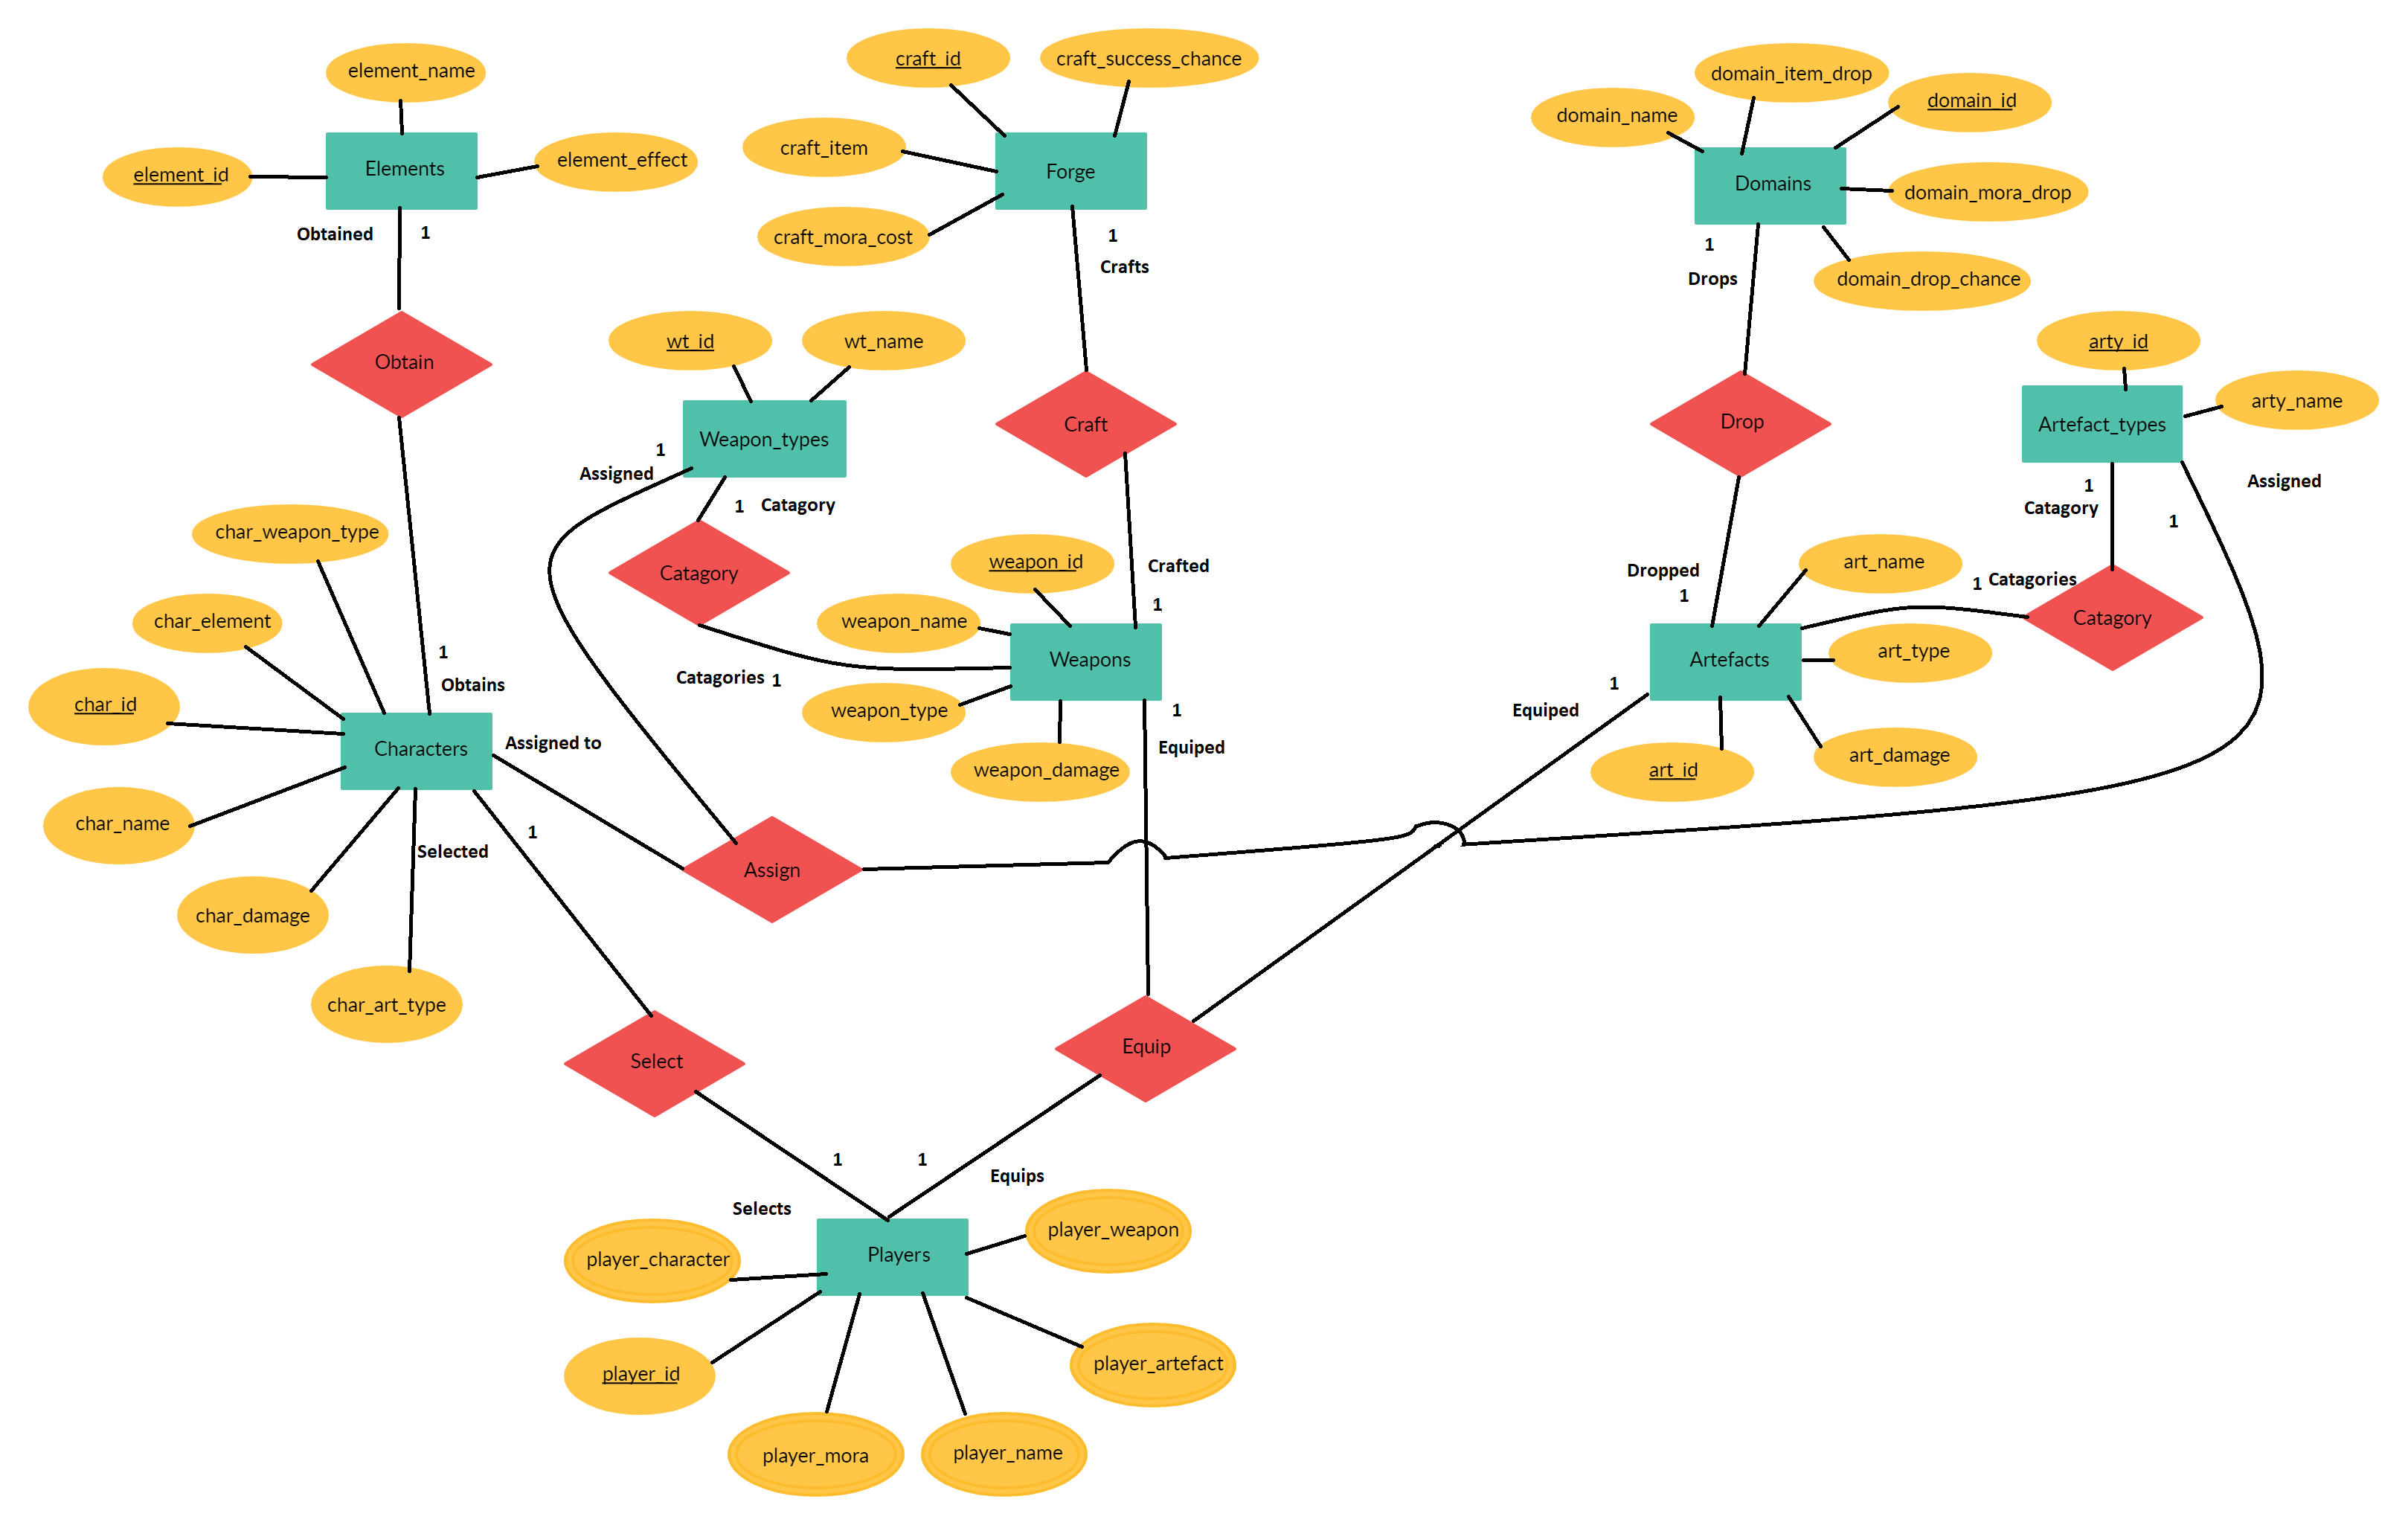 element_name
element_id
Elements
element_effect
Obtained
1
Obtain
1
Obtains
craft_id
craft_success_chance
craft_item
Forge
craft_mora_cost
1
Crafts
Craft
Crafted
1
domain_item_drop
domain_name
domain_id
Domains
domain_mora_drop
domain_drop_chance
1
Drops
Drop
Dropped
1
wt_id
wt_name
Weapon_types
1
Assigned
1
Catagory
Catagory
Catagories
1
arty_id
arty_name
Artefact_types
1
Catagory
Assigned
1
Catagory
1
Catagories
char_weapon_type
char_element
char_id
Characters
Assigned to
char_name
char_damage
Selected
1
char_art_type
weapon_id
weapon_name
Weapons
weapon_type
weapon_damage
1
Equiped
art_name
art_type
Artefacts
art_damage
art_id
1
Equiped
Assign
Select
Equip
1
Selects
1
Equips
player_character
Players
player_weapon
player_id
player_artefact
player_mora
player_name